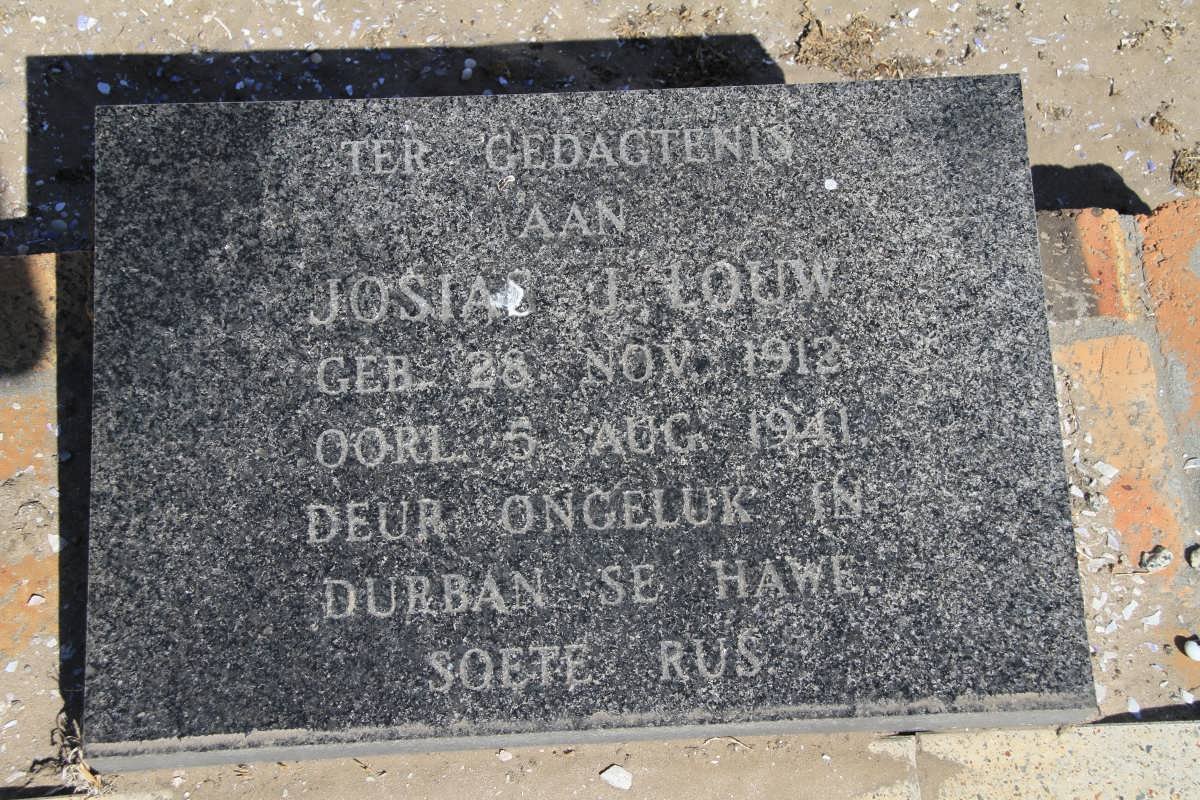 TER GEDAGTENIS
AAN
JOSIAS J. LOUW
GEB. 28 NOV. 1912
OORL. 5 AUG. 1941.
DEUR ONGELUK IN
DURBAN SE HAWE.
SOETE RUS